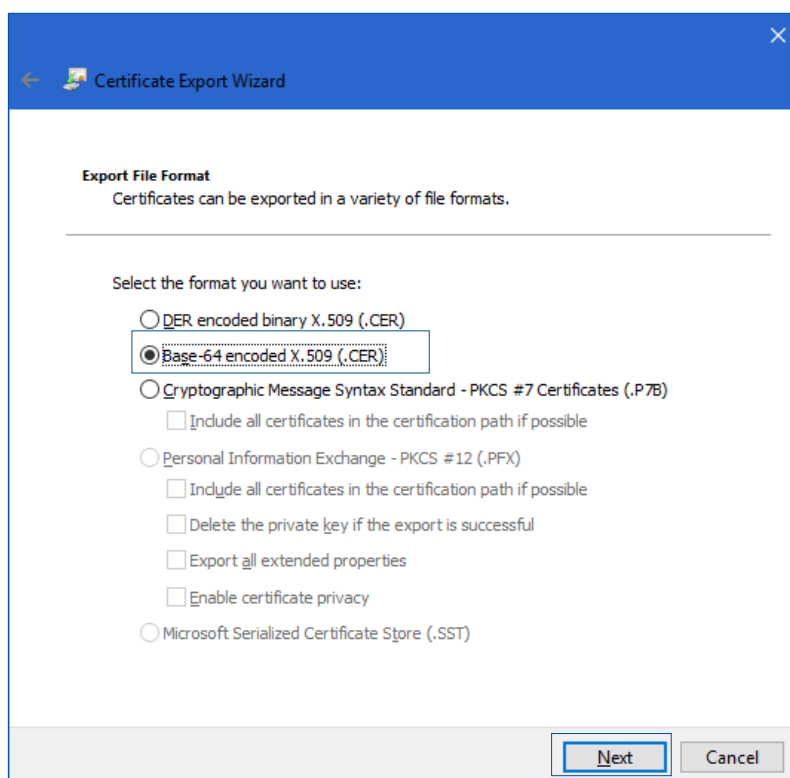 Certificate Export Wizard
Export File Format
Certificates can be exported in a variety of file formats.
Select the format you want to use:
DER encoded binary X.509 (.CER)
Base-64 encoded X.509 (.CER)
Cryptographic Message Syntax Standard - PKCS #7 Certificates (.P7B)
Include all certificates in the certification path if possible
Personal Information Exchange - PKCS #12 (.PFX)
Include all certificates in the certification path if possible
Delete the private key if the export is successful
Export all extended properties
Enable certificate privacy
Microsoft Serialized Certificate Store (.SST)
Next Cancel